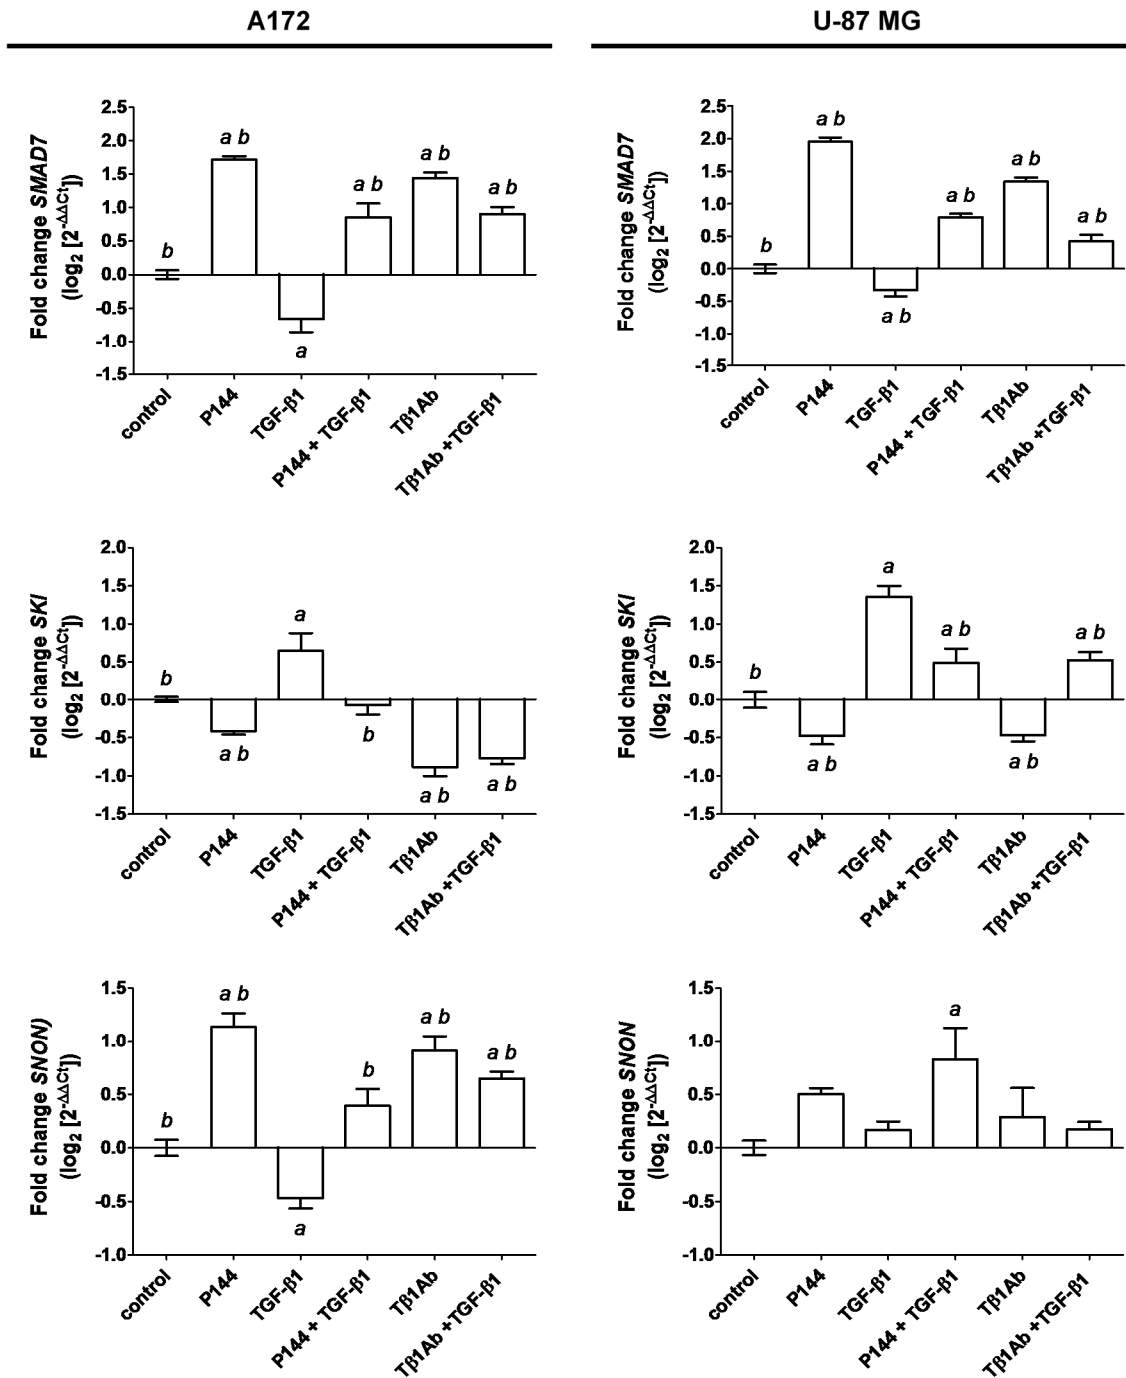 A172
U-87 MG
Fold change SMAD7
(log₂ [2⁻ΔΔCt])
2.5
2.0
1.5
1.0
0.5
0.0
-0.5
-1.0
-1.5
b
a b
a
a b
a b
a b
control
P144
TGF-β1
P144 + TGF-β1
Tβ1Ab
Tβ1Ab +TGF-β1
Fold change SMAD7
(log₂ [2⁻ΔΔCt])
2.5
2.0
1.5
1.0
0.5
0.0
-0.5
-1.0
-1.5
b
a b
a b
a b
a b
a b
control
P144
TGF-β1
P144 + TGF-β1
Tβ1Ab
Tβ1Ab +TGF-β1
Fold change SKI
(log₂ [2⁻ΔΔCt])
2.0
1.5
1.0
0.5
0.0
-0.5
-1.0
-1.5
b
a b
a
b
a b
a b
control
P144
TGF-β1
P144 + TGF-β1
Tβ1Ab
Tβ1Ab +TGF-β1
Fold change SKI
(log₂ [2⁻ΔΔCt])
2.0
1.5
1.0
0.5
0.0
-0.5
-1.0
-1.5
b
a b
a
a b
a b
a b
control
P144
TGF-β1
P144 + TGF-β1
Tβ1Ab
Tβ1Ab +TGF-β1
Fold change SNON)
(log₂ [2⁻ΔΔCt])
1.5
1.0
0.5
0.0
-0.5
-1.0
b
a b
a
b
a b
a b
control
P144
TGF-β1
P144 + TGF-β1
Tβ1Ab
Tβ1Ab +TGF-β1
Fold change SNON
(log₂ [2⁻ΔΔCt])
1.5
1.0
0.5
0.0
-0.5
-1.0
a
control
P144
TGF-β1
P144 + TGF-β1
Tβ1Ab
Tβ1Ab +TGF-β1